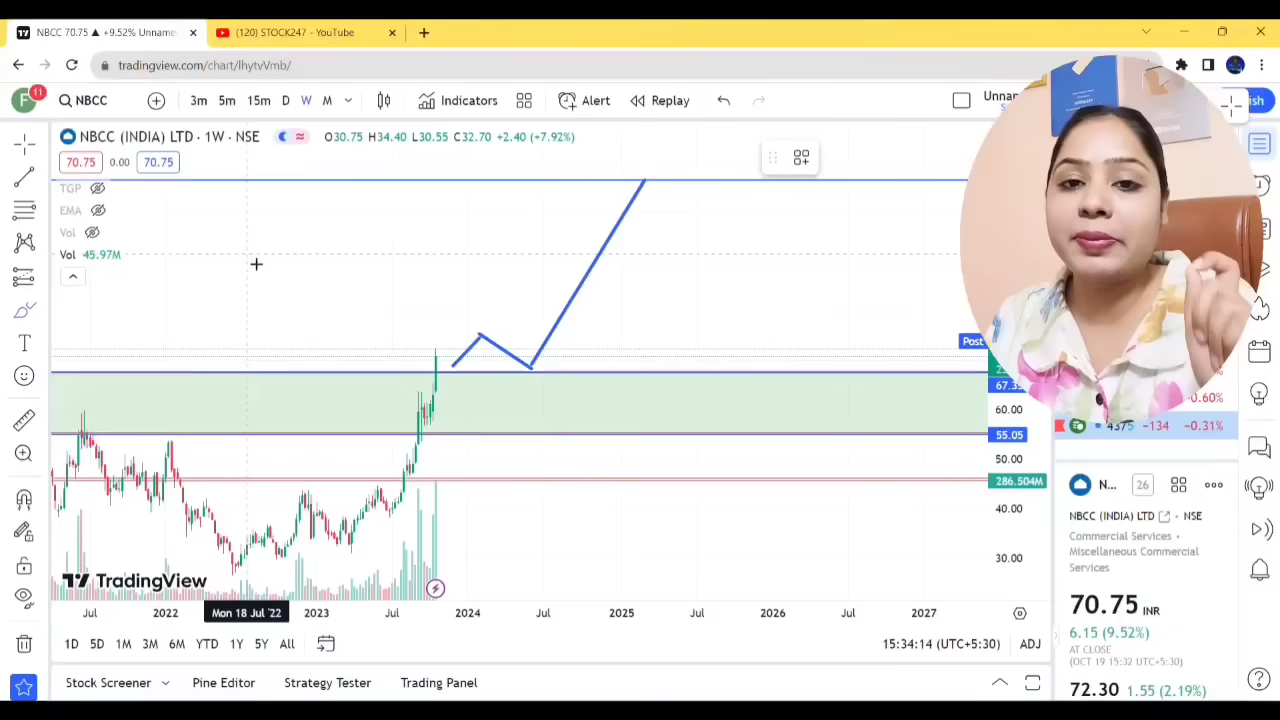 NBCC 70.75 ▲ +9.52% Unname
(120) STOCK247 - YouTube
tradingview.com/chart/lhytvVmb/
F 11 NBCC 3m 5m 15m D W M Indicators Alert Replay Unnan ish
NBCC (INDIA) LTD · 1W · NSE O30.75 H34.40 L30.55 C32.70 +2.40 (+7.92%)
70.75 0.00 70.75
TGP
EMA
Vol
Vol 45.97M
Post
67.3
-0.60%
60.00
4375 -134 -0.31%
55.05
50.00
286.504M
N... 26
40.00
NBCC (INDIA) LTD · NSE
Commercial Services ·
Miscellaneous Commercial
Services
30.00
TradingView
70.75 INR
Jul 2022 Mon 18 Jul '22 2023 Jul 2024 Jul 2025 Jul 2026 Jul 2027
6.15 (9.52%)
1D 5D 1M 3M 6M YTD 1Y 5Y All 15:34:14 (UTC+5:30) ADJ
AT CLOSE
(OCT 19 15:32 UTC+5:30)
Stock Screener Pine Editor Strategy Tester Trading Panel
72.30 1.55 (2.19%)